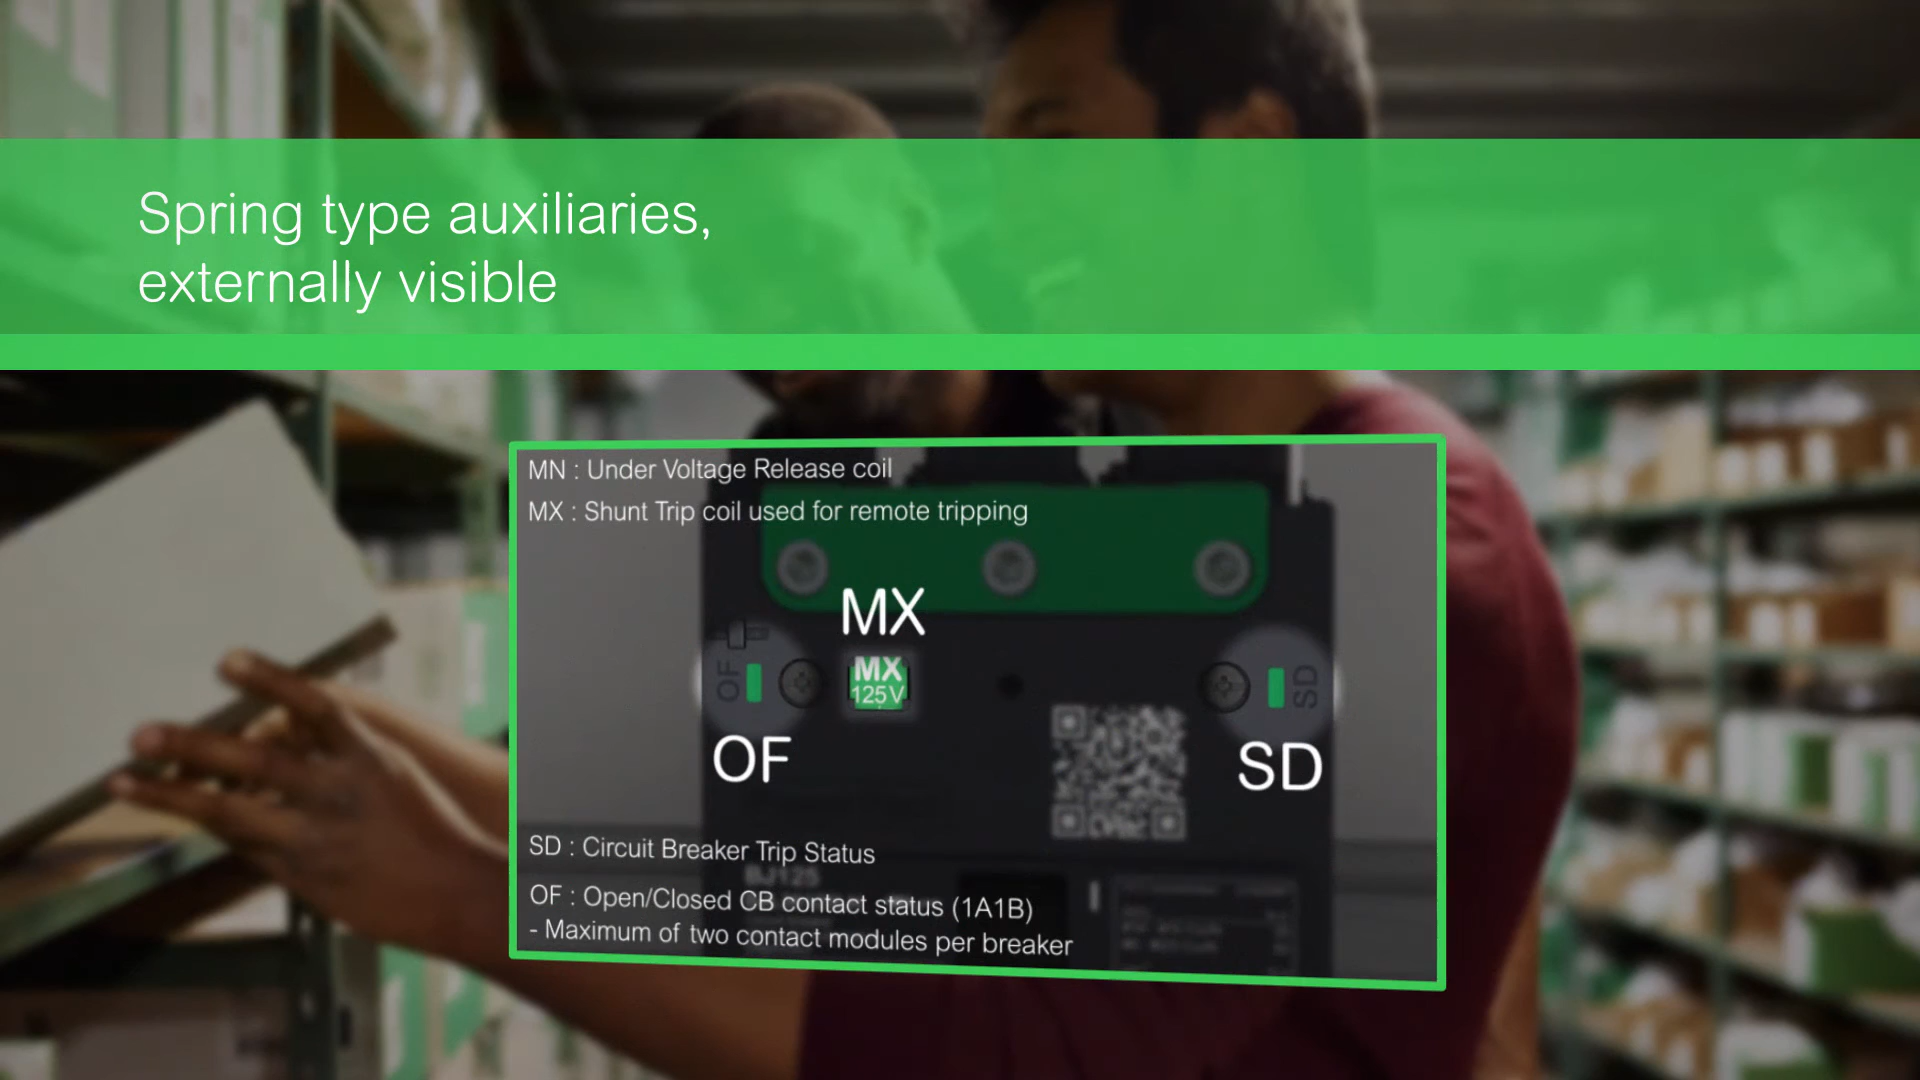 Spring type auxiliaries,
externally visible
MN : Under Voltage Release coil
MX : Shunt Trip coil used for remote tripping
MX
OF
MX
125V
SD
OF
SD
SD : Circuit Breaker Trip Status
BJ125
OF : Open/Closed CB contact status (1A1B)
- Maximum of two contact modules per breaker